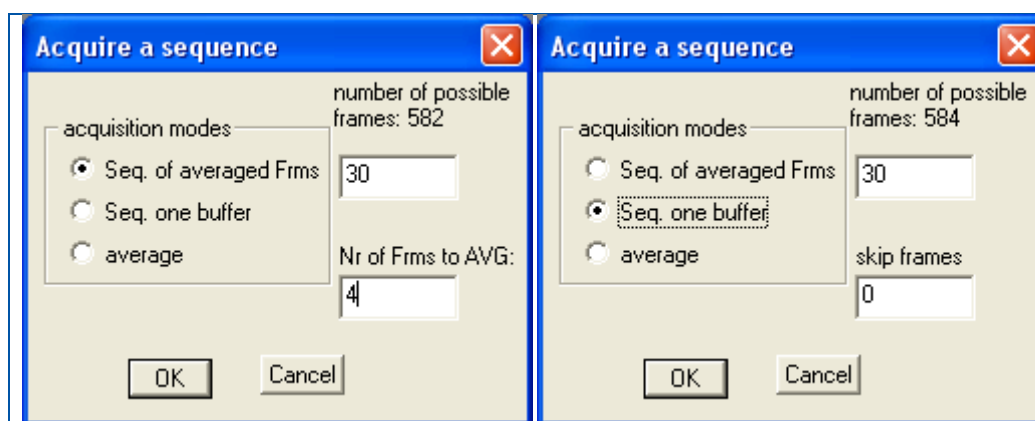 Acquire a sequence
number of possible
frames: 582
acquisition modes
Seq. of averaged Frms
30
Seq. one buffer
average
Nr of Frms to AVG:
4
OK
Cancel
Acquire a sequence
number of possible
frames: 584
acquisition modes
Seq. of averaged Frms
30
Seq. one buffer
average
skip frames
0
OK
Cancel